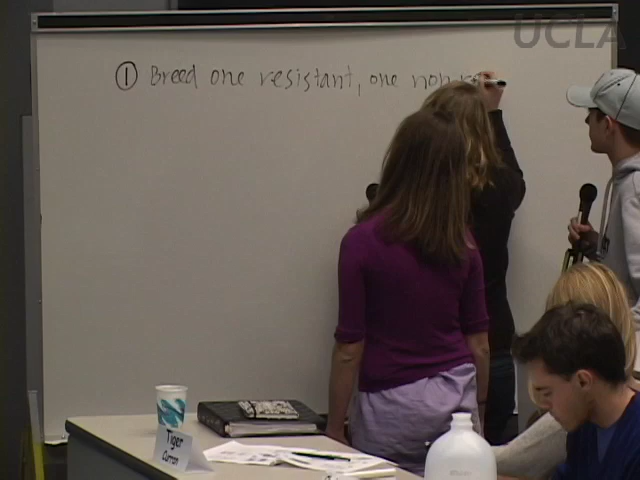 UCLA
① Breed one resistant, one non
Tiger
Curran